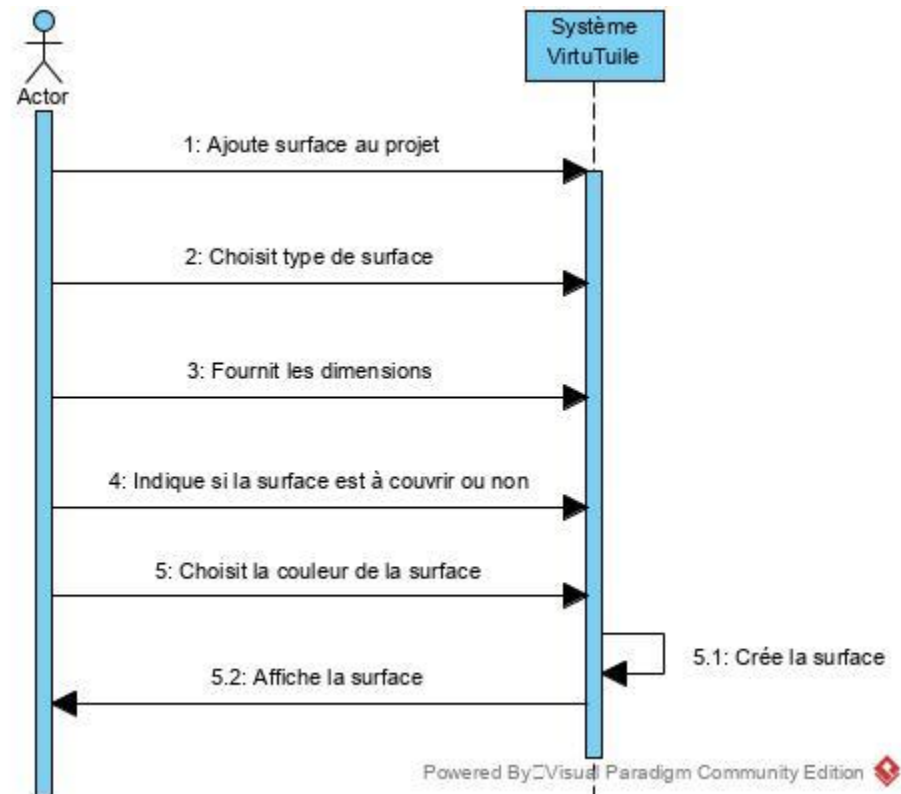 Système
VirtuTuile
Actor
1: Ajoute surface au projet
2: Choisit type de surface
3: Fournit les dimensions
4: Indique si la surface est à couvrir ou non
5: Choisit la couleur de la surface
5.1: Crée la surface
5.2: Affiche la surface
Powered By Visual Paradigm Community Edition